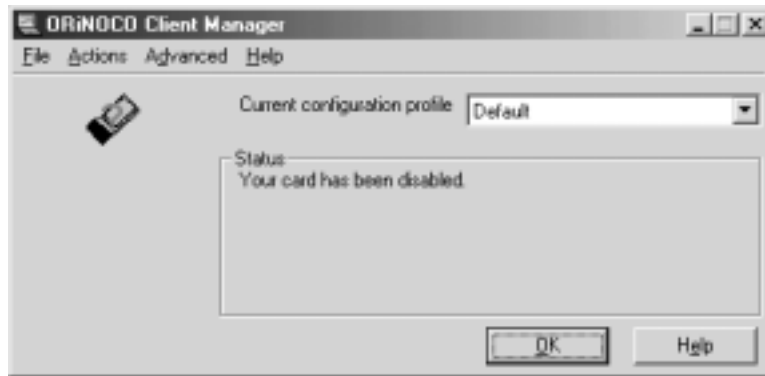 ORiNOCO Client Manager
File Actions Advanced Help
Current configuration profile Default
Status
Your card has been disabled.
OK Help